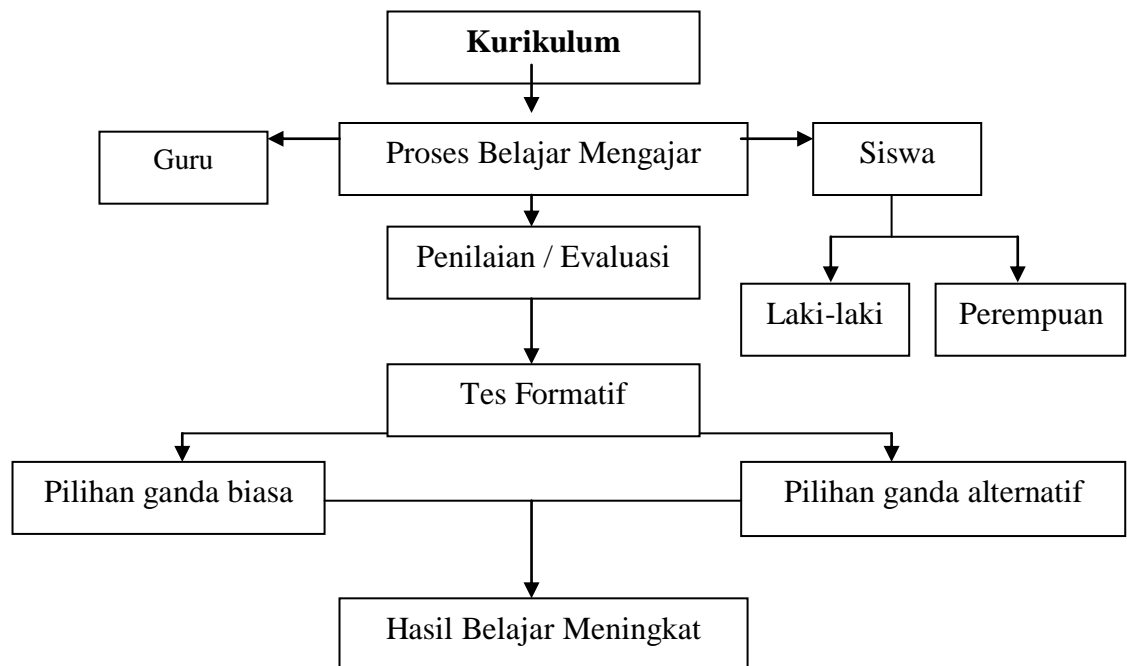 Kurikulum
Guru
Proses Belajar Mengajar
Siswa
Penilaian / Evaluasi
Laki-laki
Perempuan
Tes Formatif
Pilihan ganda biasa
Pilihan ganda alternatif
Hasil Belajar Meningkat